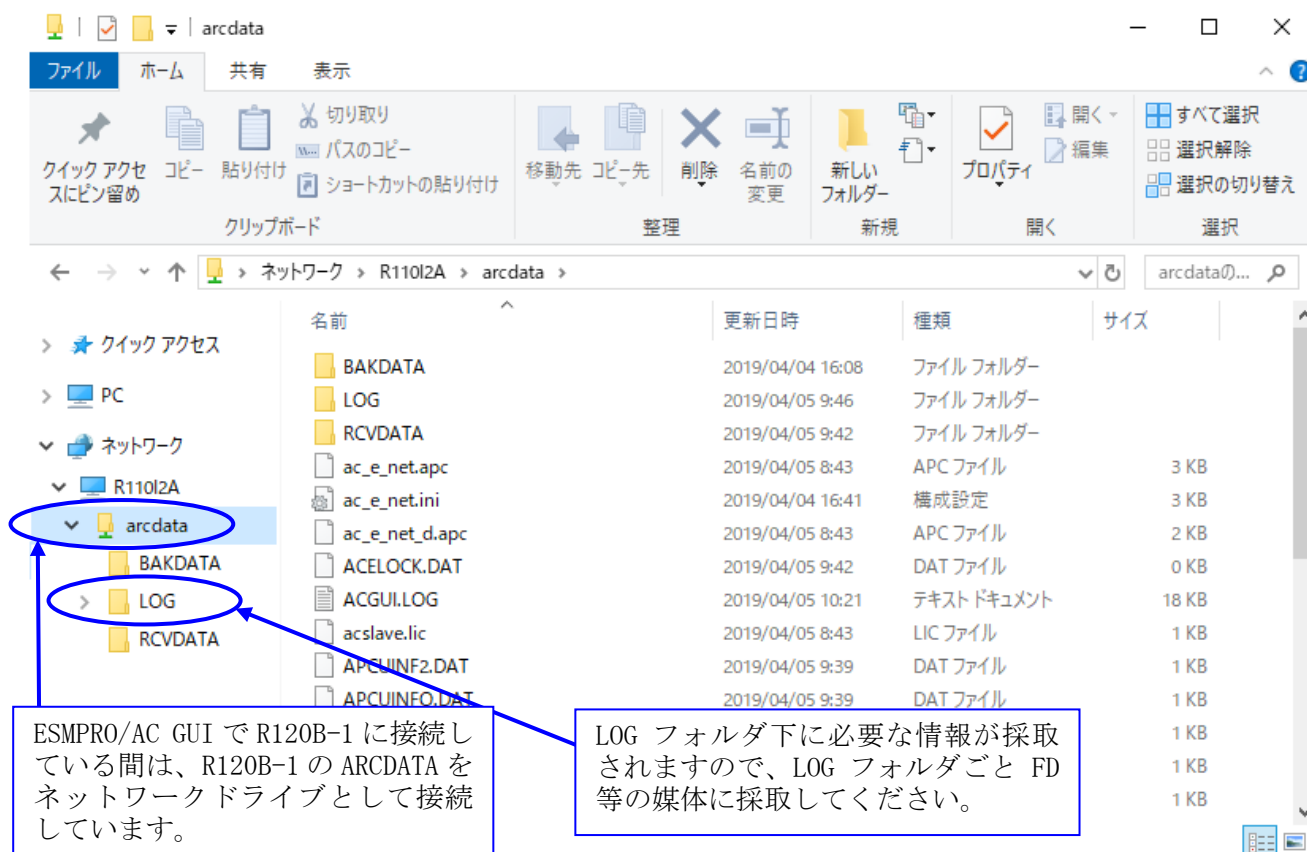 arcdata
ファイル ホーム 共有 表示
クイック アクセスにピン留め
コピー
貼り付け
切り取り
パスのコピー
ショートカットの貼り付け
クリップボード
移動先 コピー先 削除 名前の変更
整理
新しいフォルダー
新規
プロパティ
開く
編集
開く
すべて選択
選択解除
選択の切り替え
選択
ネットワーク › R110I2A › arcdata ›
arcdataの...
クイック アクセス
PC
ネットワーク
R110I2A
arcdata
BAKDATA
LOG
RCVDATA
名前 更新日時 種類 サイズ
BAKDATA 2019/04/04 16:08 ファイル フォルダー
LOG 2019/04/05 9:46 ファイル フォルダー
RCVDATA 2019/04/05 9:42 ファイル フォルダー
ac_e_net.apc 2019/04/05 8:43 APC ファイル 3 KB
ac_e_net.ini 2019/04/04 16:41 構成設定 3 KB
ac_e_net_d.apc 2019/04/05 8:43 APC ファイル 2 KB
ACELOCK.DAT 2019/04/05 9:42 DAT ファイル 0 KB
ACGUI.LOG 2019/04/05 10:21 テキスト ドキュメント 18 KB
acslave.lic 2019/04/05 8:43 LIC ファイル 1 KB
APCUINF2.DAT 2019/04/05 9:39 DAT ファイル 1 KB
APCUINFO.DAT 2019/04/05 9:39 DAT ファイル 1 KB
1 KB
1 KB
1 KB
ESMPRO/AC GUI で R120B-1 に接続し
ている間は、R120B-1 の ARCDATA を
ネットワークドライブとして接続
しています。
LOG フォルダ下に必要な情報が採取
されますので、LOG フォルダごと FD
等の媒体に採取してください。